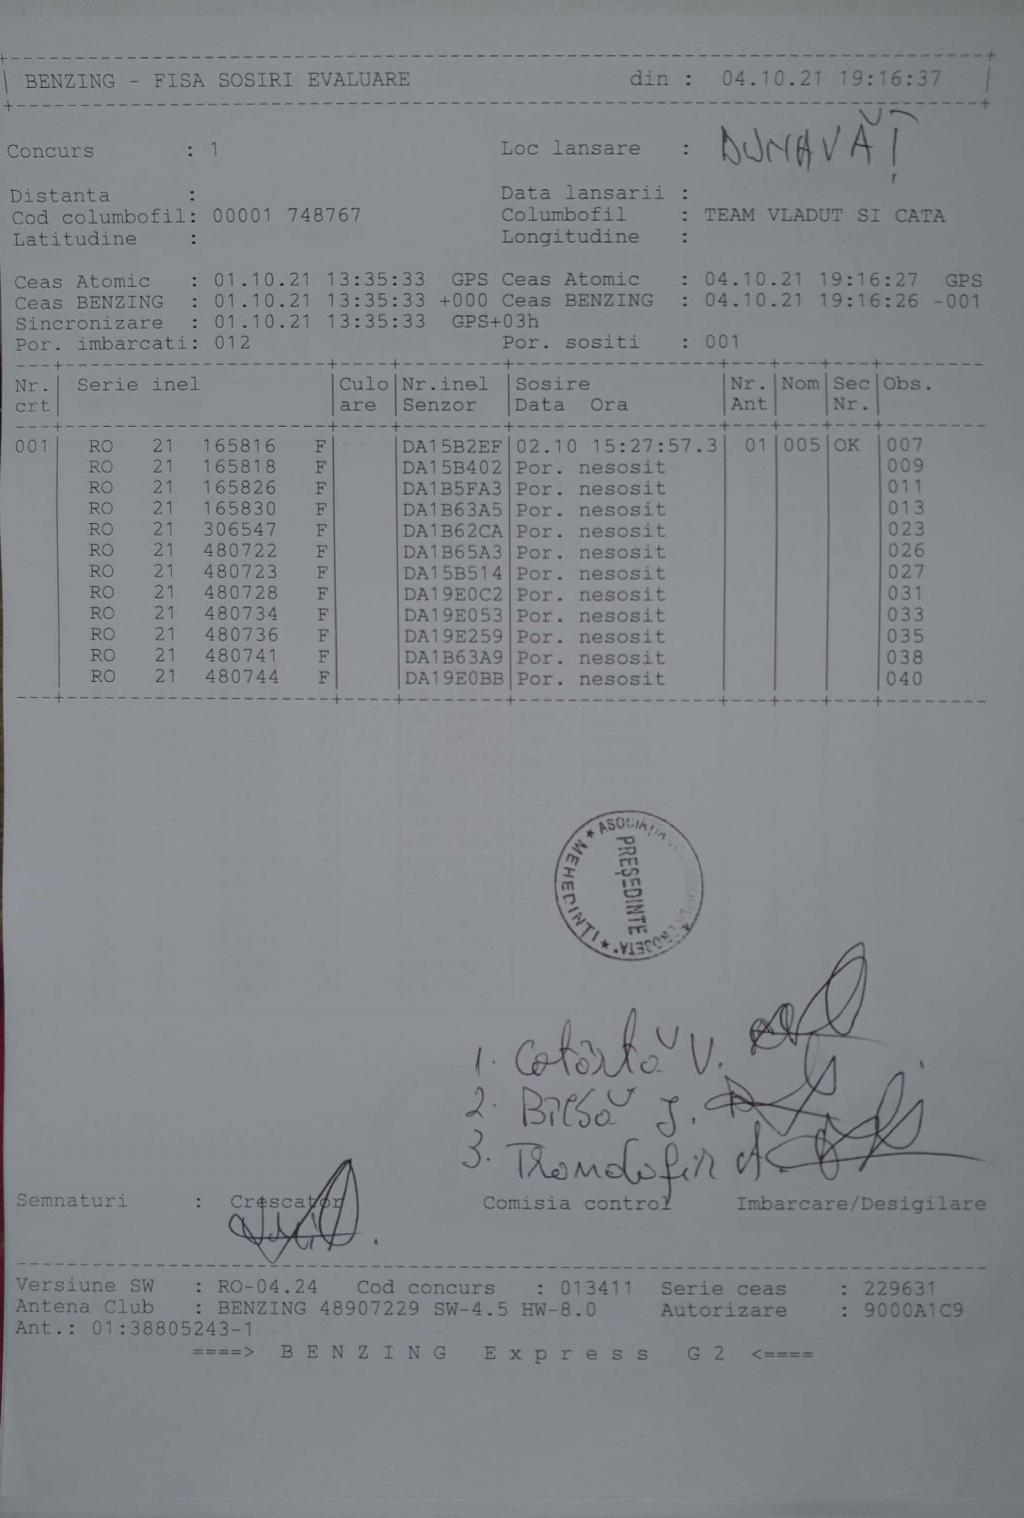 BENZING - FISA SOSIRI EVALUARE din : 04.10.21 19:16:37
Concurs : 1 Loc lansare : DUNAVĂȚ
Distanta : Data lansarii :
Cod columbofil: 00001 748767 Columbofil : TEAM VLADUT SI CATA
Latitudine : Longitudine :
Ceas Atomic : 01.10.21 13:35:33 GPS Ceas Atomic : 04.10.21 19:16:27 GPS
Ceas BENZING : 01.10.21 13:35:33 +000 Ceas BENZING : 04.10.21 19:16:26 -001
Sincronizare : 01.10.21 13:35:33 GPS+03h
Por. imbarcati: 012 Por. sositi : 001
Nr. Serie inel Culo Nr.inel Sosire Nr. Nom Sec Obs.
crt are Senzor Data Ora Ant Nr.
001 RO 21 165816 F DA15B2EF 02.10 15:27:57.3 01 005 OK 007
RO 21 165818 F DA15B402 Por. nesosit 009
RO 21 165826 F DA1B5FA3 Por. nesosit 011
RO 21 165830 F DA1B63A5 Por. nesosit 013
RO 21 306547 F DA1B62CA Por. nesosit 023
RO 21 480722 F DA1B65A3 Por. nesosit 026
RO 21 480723 F DA15B514 Por. nesosit 027
RO 21 480728 F DA19E0C2 Por. nesosit 031
RO 21 480734 F DA19E053 Por. nesosit 033
RO 21 480736 F DA19E259 Por. nesosit 035
RO 21 480741 F DA1B63A9 Por. nesosit 038
RO 21 480744 F DA19E0BB Por. nesosit 040
PREȘEDINTE
MEHEDINTI
1. V.
2. J.
3. Trandafir A.
Semnaturi : Crescator Comisia control Imbarcare/Desigilare
Versiune SW : RO-04.24 Cod concurs : 013411 Serie ceas : 229631
Antena Club : BENZING 48907229 SW-4.5 HW-8.0 Autorizare : 9000A1C9
Ant.: 01:38805243-1
====> B E N Z I N G E x p r e s s G 2 <====